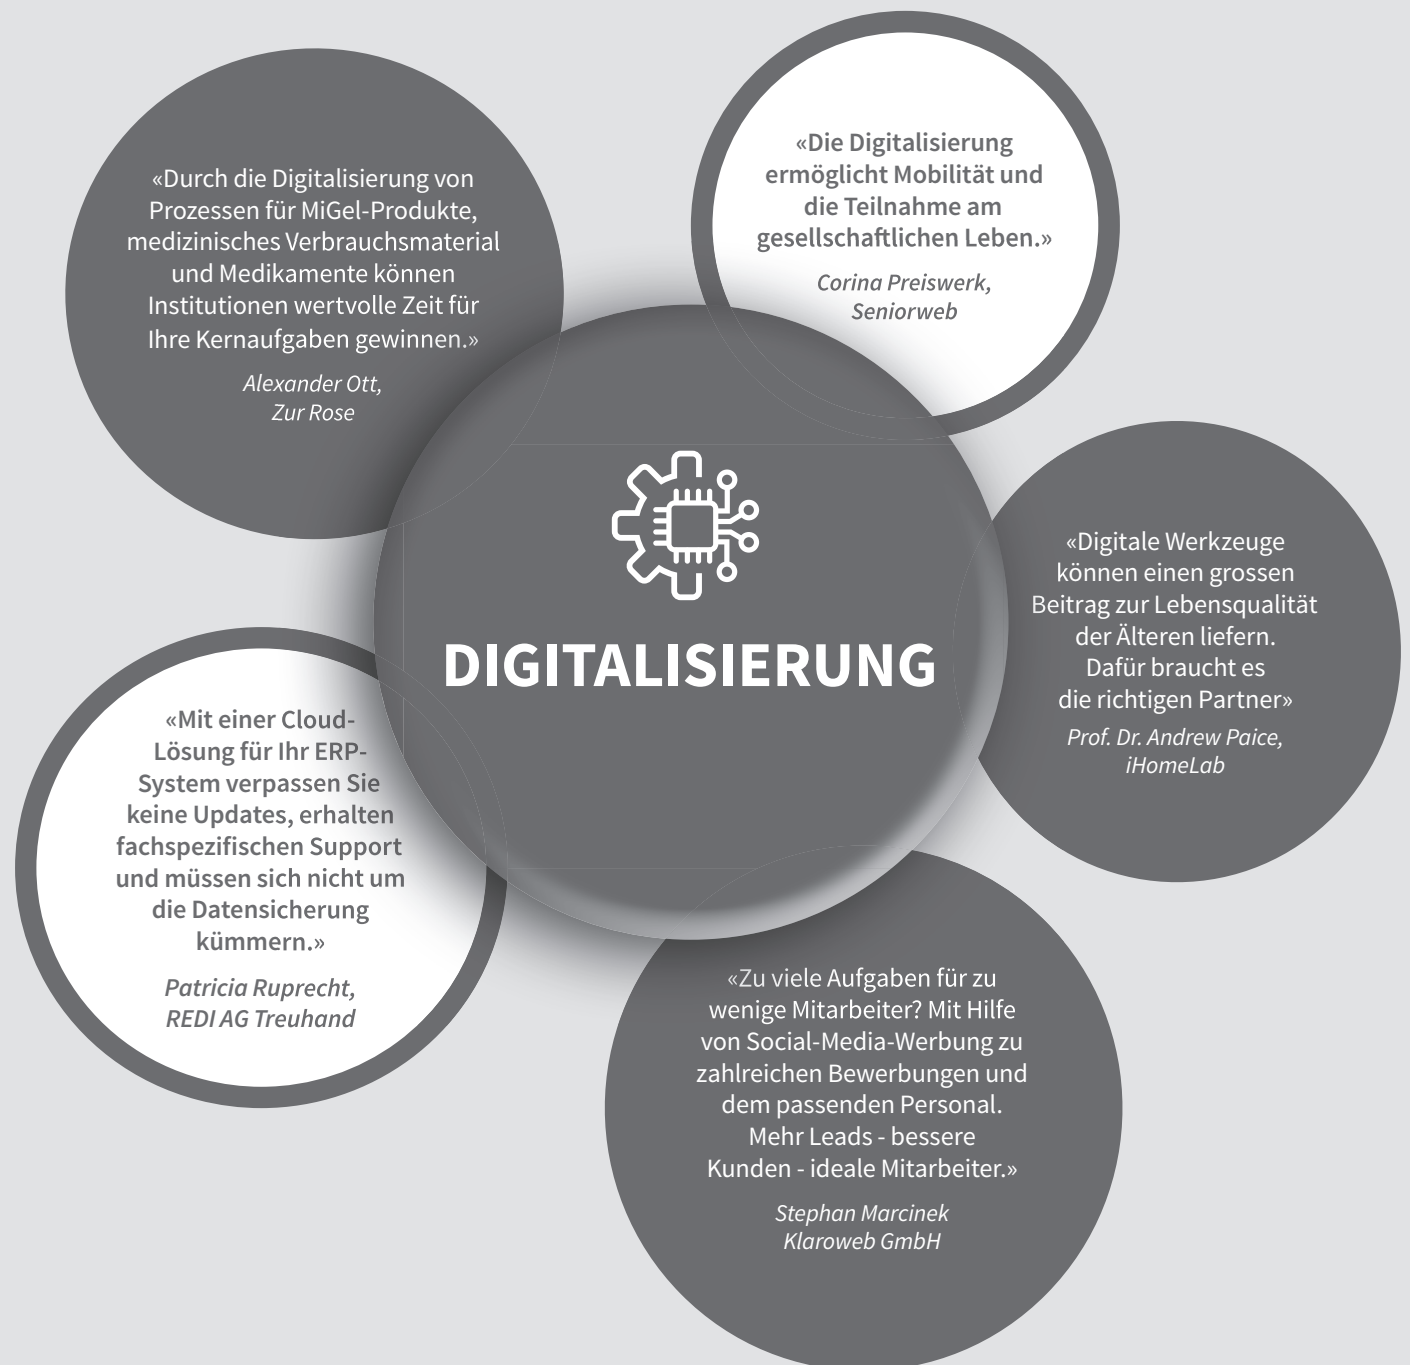 «Durch die Digitalisierung von
Prozessen für MiGel-Produkte,
medizinisches Verbrauchsmaterial
und Medikamente können
Institutionen wertvolle Zeit für
Ihre Kernaufgaben gewinnen.»
Alexander Ott,
Zur Rose
«Die Digitalisierung
ermöglicht Mobilität und
die Teilnahme am
gesellschaftlichen Leben.»
Corina Preiswerk,
Seniorweb
DIGITALISIERUNG
«Digitale Werkzeuge
können einen grossen
Beitrag zur Lebensqualität
der Älteren liefern.
Dafür braucht es
die richtigen Partner»
Prof. Dr. Andrew Paice,
iHomeLab
«Mit einer Cloud-
Lösung für Ihr ERP-
System verpassen Sie
keine Updates, erhalten
fachspezifischen Support
und müssen sich nicht um
die Datensicherung
kümmern.»
Patricia Ruprecht,
REDI AG Treuhand
«Zu viele Aufgaben für zu
wenige Mitarbeiter? Mit Hilfe
von Social-Media-Werbung zu
zahlreichen Bewerbungen und
dem passenden Personal.
Mehr Leads - bessere
Kunden - ideale Mitarbeiter.»
Stephan Marcinek
Klaroweb GmbH